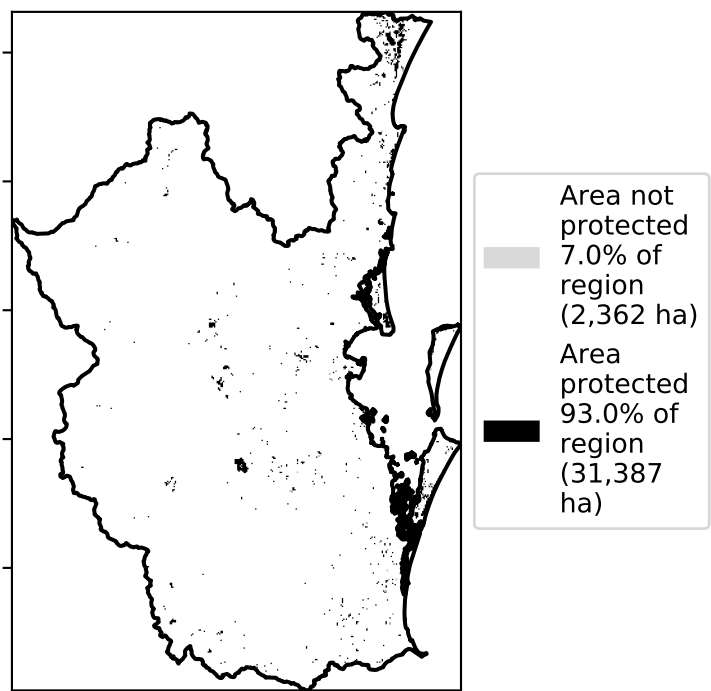 Area not
protected
7.0% of
region
(2,362 ha)
Area
protected
93.0% of
region
(31,387
ha)